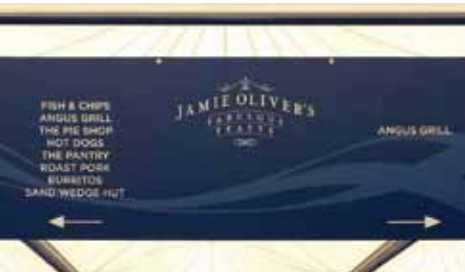 FISH & CHIPS
ANGUS GRILL
THE PIE SHOP
HOT DOGS
THE PANTRY
ROAST PORK
BURRITOS
SAND WEDGE HUT
JAMIE OLIVER'S
FABULOUS
FEASTS
ANGUS GRILL